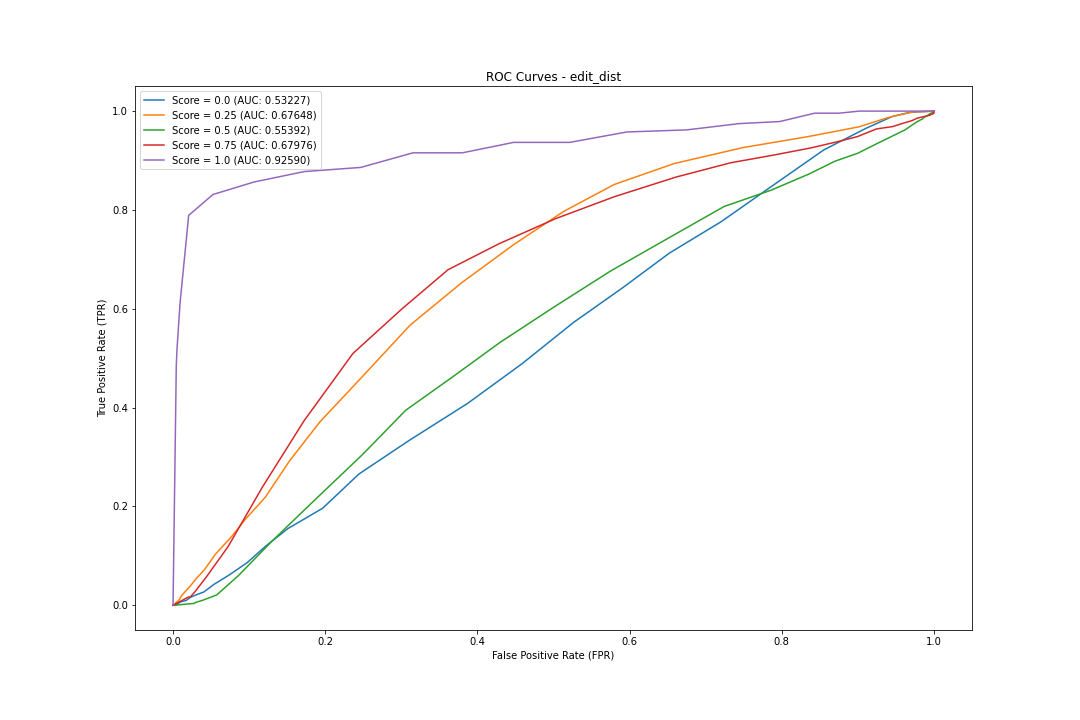 ROC Curves - edit_dist
Score = 0.0 (AUC: 0.53227)
Score = 0.25 (AUC: 0.67648)
Score = 0.5 (AUC: 0.55392)
Score = 0.75 (AUC: 0.67976)
Score = 1.0 (AUC: 0.92590)
True Positive Rate (TPR)
1.0
0.8
0.6
0.4
0.2
0.0
0.0 0.2 0.4 0.6 0.8 1.0
False Positive Rate (FPR)